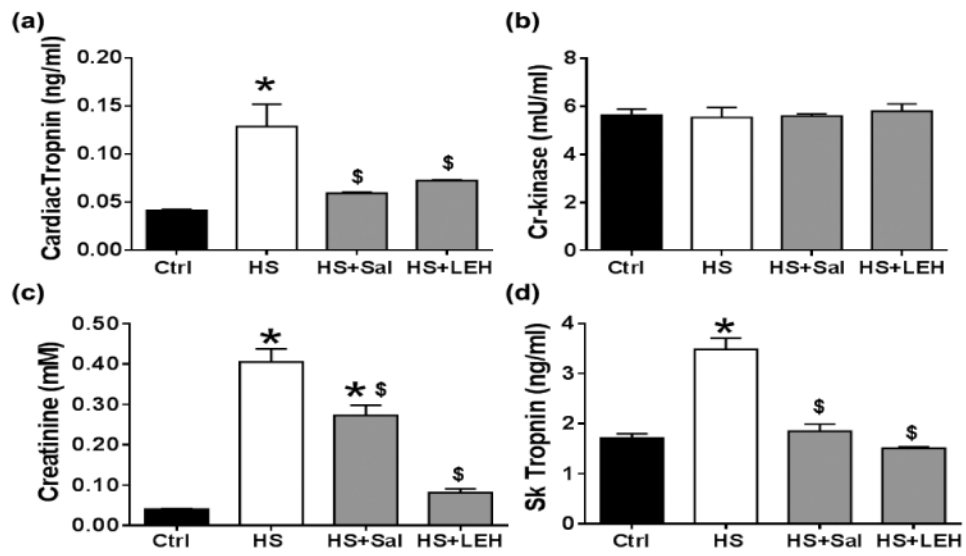 (a)
Cardiac Tropnin (ng/ml)
0.20
0.15
0.10
0.05
0.00
*
$
$
Ctrl HS HS+Sal HS+LEH
(b)
Cr-kinase (mU/ml)
8
6
4
2
0
Ctrl HS HS+Sal HS+LEH
(c)
Creatinine (mM)
0.50
0.40
0.30
0.20
0.10
0.00
*
* $
$
Ctrl HS HS+Sal HS+LEH
(d)
Sk Tropnin (ng/ml)
4
3
2
1
0
*
$
$
Ctrl HS HS+Sal HS+LEH